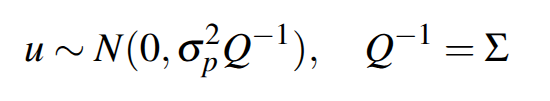 u ∼ N(0, σ_p^2 Q^{−1}),   Q^{−1} = Σ